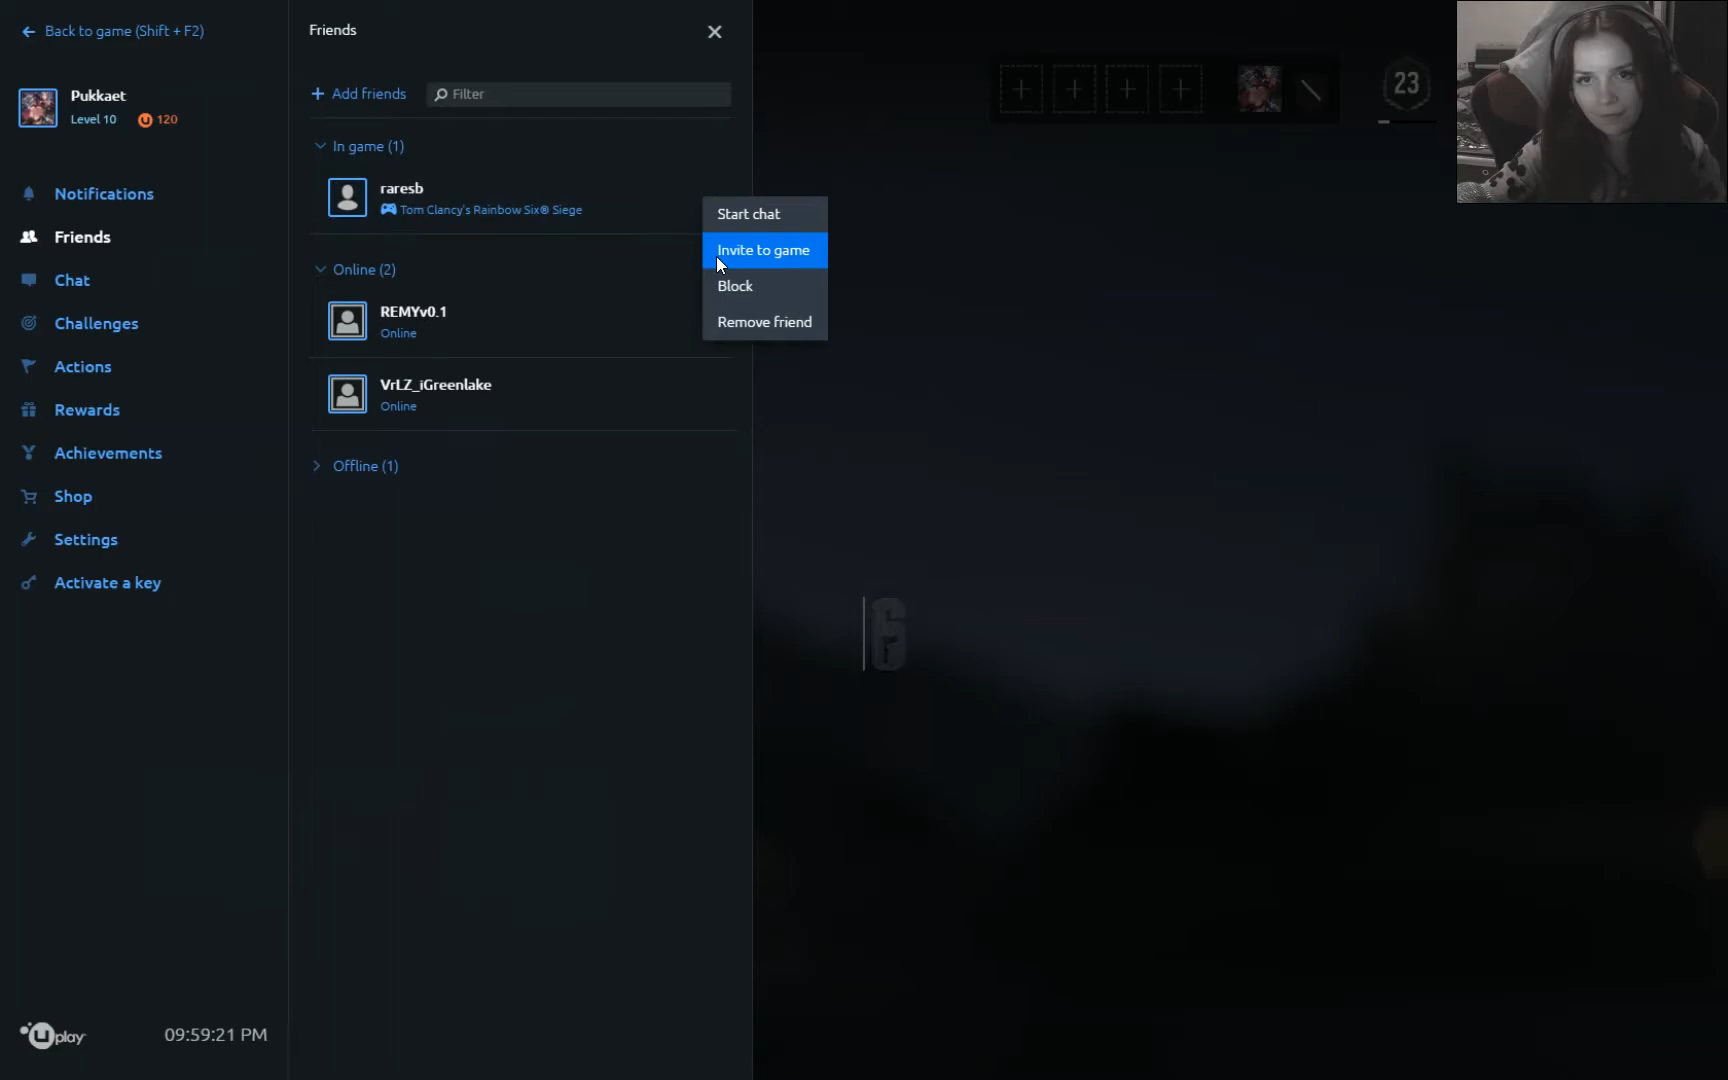 Back to game (Shift + F2)
Pukkaet
Level 10 120
Notifications
Friends
Chat
Challenges
Actions
Rewards
Achievements
Shop
Settings
Activate a key
uplay
09:59:21 PM
Friends
Add friends
Filter
In game (1)
raresb
Tom Clancy's Rainbow Six® Siege
Online (2)
REMYv0.1
Online
VrLZ_iGreenlake
Online
Offline (1)
Start chat
Invite to game
Block
Remove friend
23
6